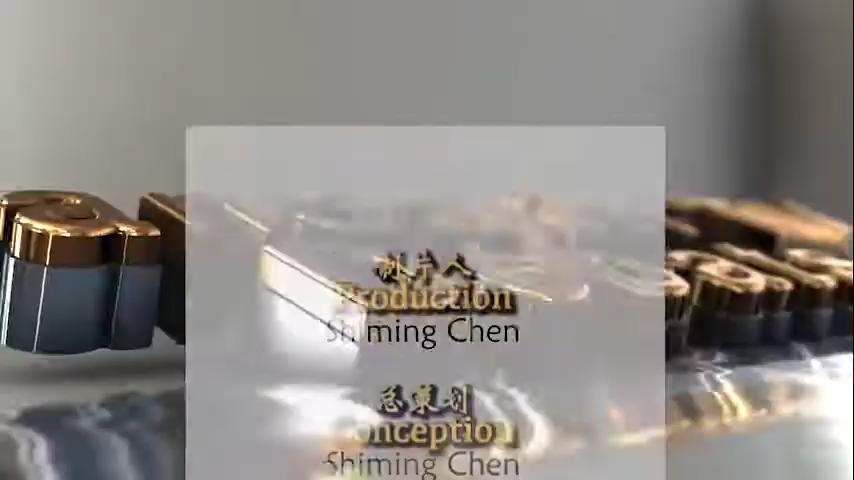 制片人
Production
Shiming Chen
总策划
Conception
Shiming Chen